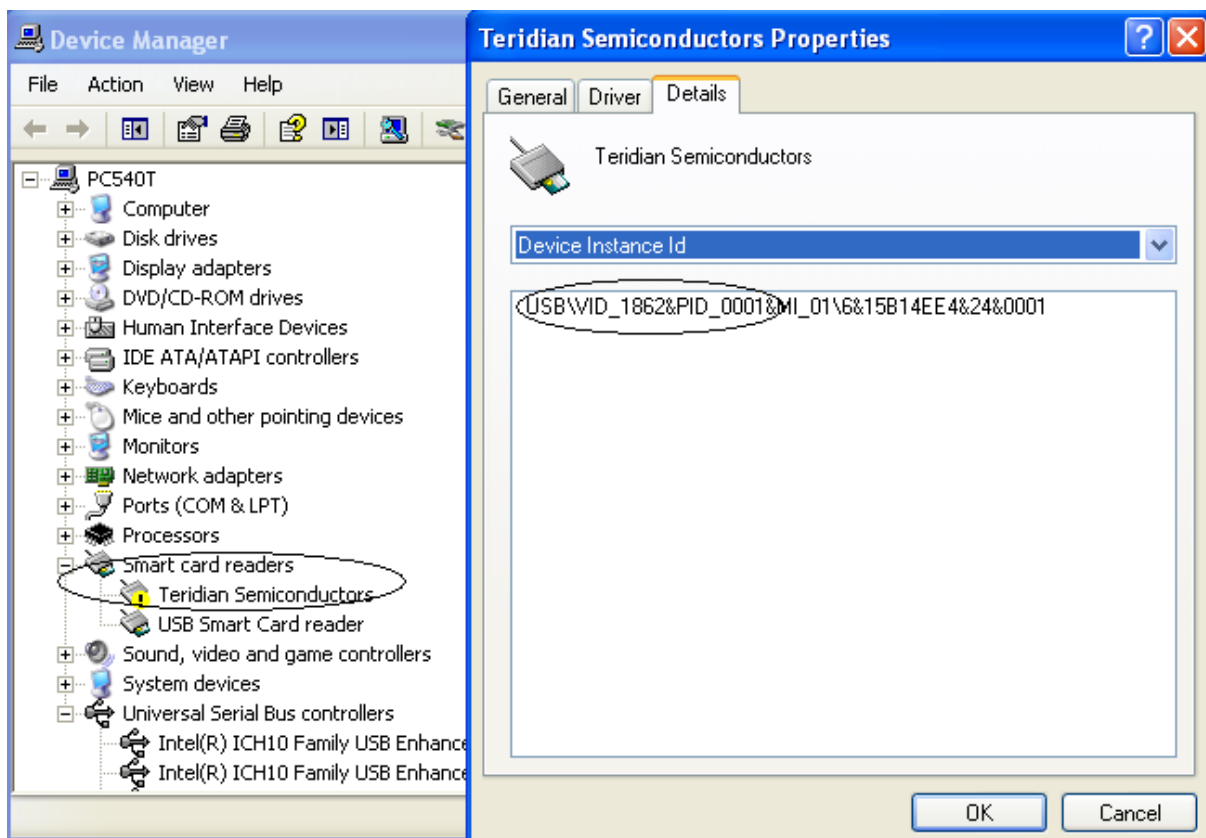 Device Manager
File Action View Help
PC540T
Computer
Disk drives
Display adapters
DVD/CD-ROM drives
Human Interface Devices
IDE ATA/ATAPI controllers
Keyboards
Mice and other pointing devices
Monitors
Network adapters
Ports (COM & LPT)
Processors
Smart card readers
Teridian Semiconductors
USB Smart Card reader
Sound, video and game controllers
System devices
Universal Serial Bus controllers
Intel(R) ICH10 Family USB Enhance
Intel(R) ICH10 Family USB Enhance
Teridian Semiconductors Properties
General Driver Details
Teridian Semiconductors
Device Instance Id
USB\VID_1862&PID_0001&MI_01\6&15B14EE4&24&0001
OK Cancel